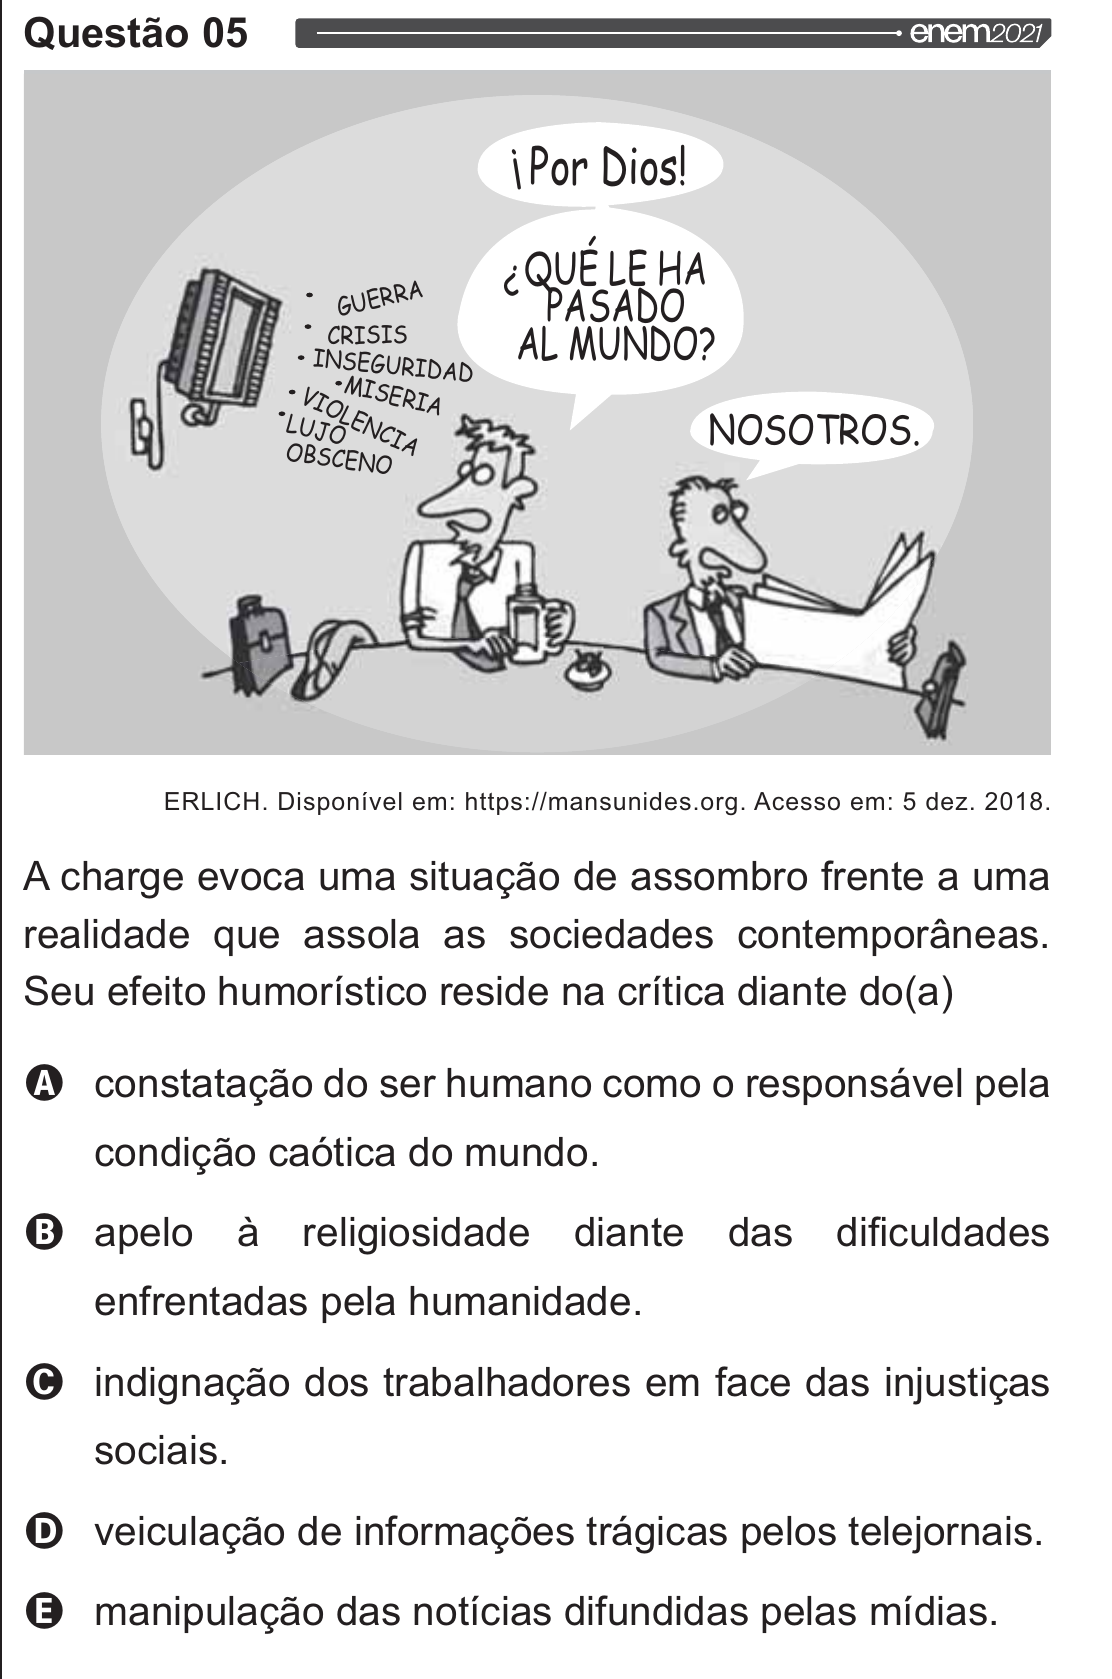 Questão 05
enem2021
¡Por Dios!
¿QUÉ LE HA
PASADO
AL MUNDO?
• GUERRA
• CRISIS
• INSEGURIDAD
• MISERIA
• VIOLENCIA
• LUJO
OBSCENO
NOSOTROS.
ERLICH. Disponível em: https://mansunides.org. Acesso em: 5 dez. 2018.
A charge evoca uma situação de assombro frente a uma
realidade que assola as sociedades contemporâneas.
Seu efeito humorístico reside na crítica diante do(a)
A constatação do ser humano como o responsável pela
condição caótica do mundo.
B apelo à religiosidade diante das dificuldades
enfrentadas pela humanidade.
C indignação dos trabalhadores em face das injustiças
sociais.
D veiculação de informações trágicas pelos telejornais.
E manipulação das notícias difundidas pelas mídias.